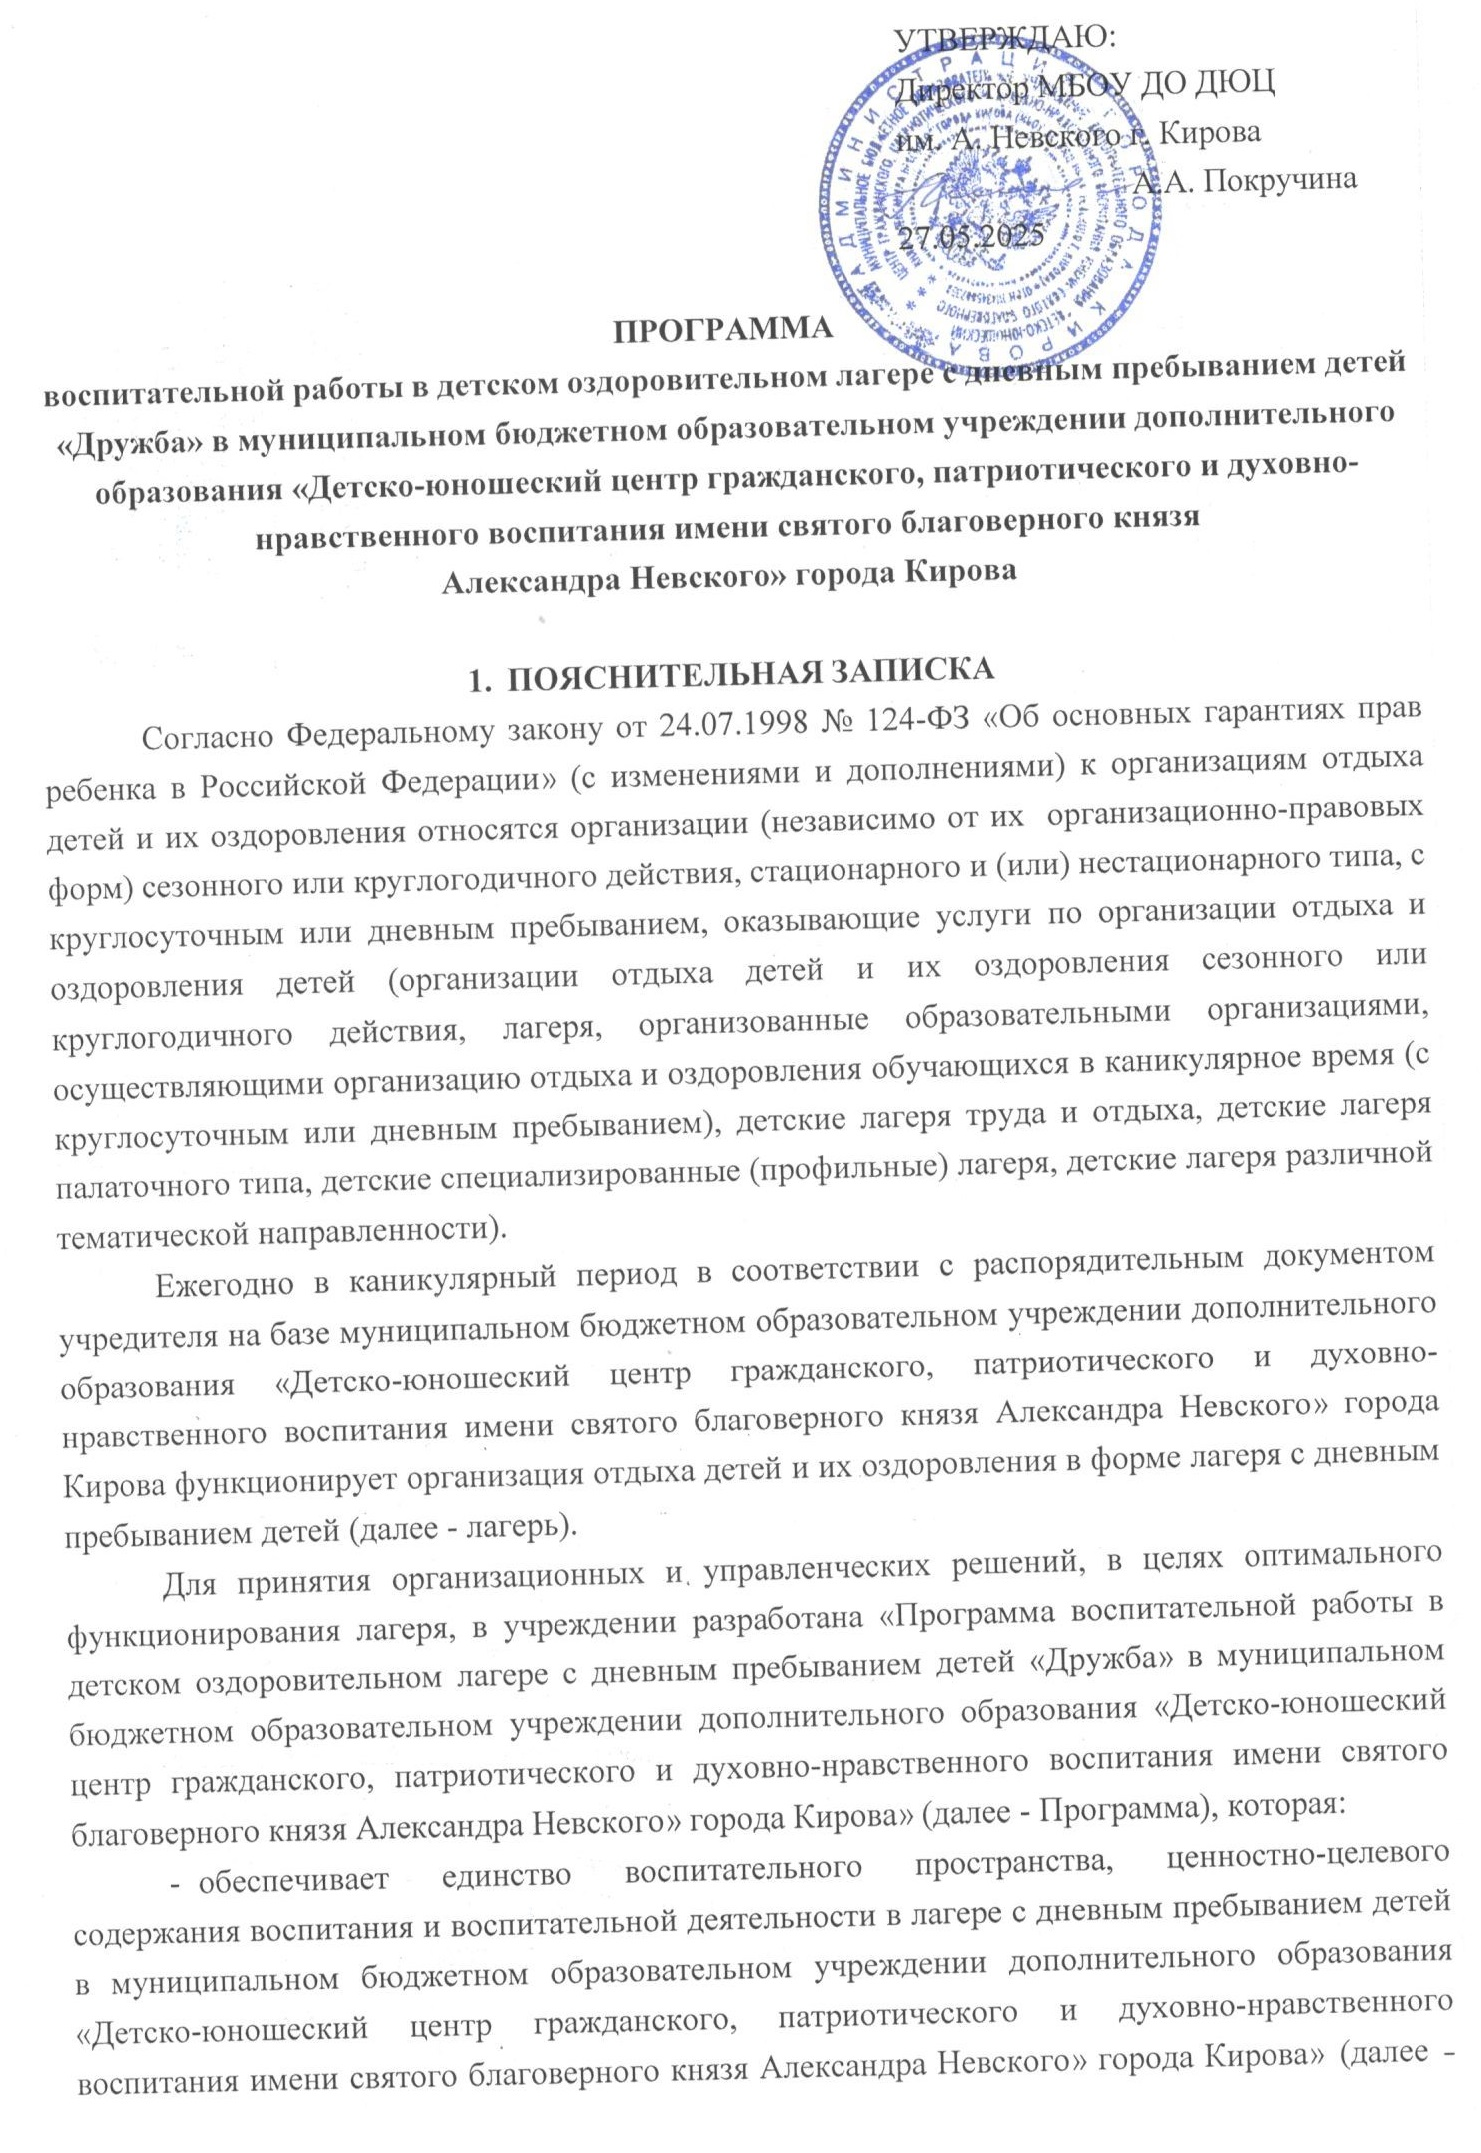 УТВЕРЖДАЮ:
Директор МБОУ ДО ДЮЦ
им. А. Невского г. Кирова
А.А. Покручина
27.05.2025
АДМИНИСТРАЦИЯ ГОРОДА КИРОВА
ПРОГРАММА
воспитательной работы в детском оздоровительном лагере с дневным пребыванием детей
«Дружба» в муниципальном бюджетном образовательном учреждении дополнительного
образования «Детско-юношеский центр гражданского, патриотического и духовно-
нравственного воспитания имени святого благоверного князя
Александра Невского» города Кирова
1. ПОЯСНИТЕЛЬНАЯ ЗАПИСКА
Согласно Федеральному закону от 24.07.1998 № 124-ФЗ «Об основных гарантиях прав
ребенка в Российской Федерации» (с изменениями и дополнениями) к организациям отдыха
детей и их оздоровления относятся организации (независимо от их организационно-правовых
форм) сезонного или круглогодичного действия, стационарного и (или) нестационарного типа, с
круглосуточным или дневным пребыванием, оказывающие услуги по организации отдыха и
оздоровления детей (организации отдыха детей и их оздоровления сезонного или
круглогодичного действия, лагеря, организованные образовательными организациями,
осуществляющими организацию отдыха и оздоровления обучающихся в каникулярное время (с
круглосуточным или дневным пребыванием), детские лагеря труда и отдыха, детские лагеря
палаточного типа, детские специализированные (профильные) лагеря, детские лагеря различной
тематической направленности).
Ежегодно в каникулярный период в соответствии с распорядительным документом
учредителя на базе муниципальном бюджетном образовательном учреждении дополнительного
образования «Детско-юношеский центр гражданского, патриотического и духовно-
нравственного воспитания имени святого благоверного князя Александра Невского» города
Кирова функционирует организация отдыха детей и их оздоровления в форме лагеря с дневным
пребыванием детей (далее - лагерь).
Для принятия организационных и управленческих решений, в целях оптимального
функционирования лагеря, в учреждении разработана «Программа воспитательной работы в
детском оздоровительном лагере с дневным пребыванием детей «Дружба» в муниципальном
бюджетном образовательном учреждении дополнительного образования «Детско-юношеский
центр гражданского, патриотического и духовно-нравственного воспитания имени святого
благоверного князя Александра Невского» города Кирова» (далее - Программа), которая:
- обеспечивает единство воспитательного пространства, ценностно-целевого
содержания воспитания и воспитательной деятельности в лагере с дневным пребыванием детей
в муниципальном бюджетном образовательном учреждении дополнительного образования
«Детско-юношеский центр гражданского, патриотического и духовно-нравственного
воспитания имени святого благоверного князя Александра Невского» города Кирова» (далее -